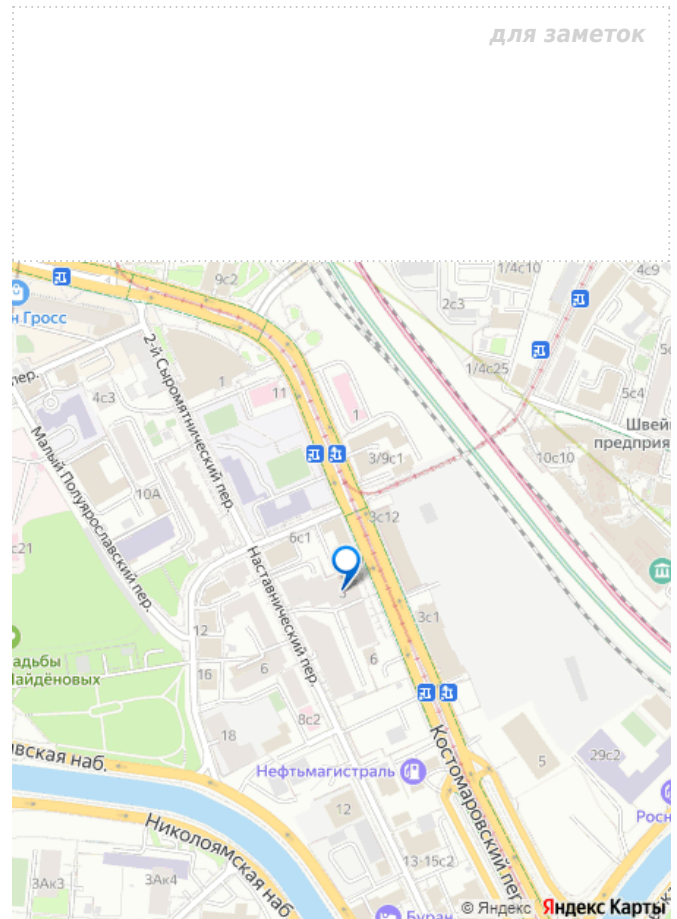 для заметок
1/4с10
4с9
9с2
2с3
н Гросс
1/4с25
пер.
2-й Сыромятнический пер.
1
11
1
5с4
4с3
Швей
предприя
Малый Полуярославский пер.
3/9с1
10с10
10А
3с12
с21
6с1
Наставнический пер.
3
3с1
12
адьбы
Найдёновых
16
6
6
8с2
18
Костомаровский пер.
вская наб.
5
29с2
Нефтьмагистраль
12
Росн
Николоямская наб
13-15с2
3Ак3
3Ак4
Буран
ка
© Яндекс Яндекс Карты